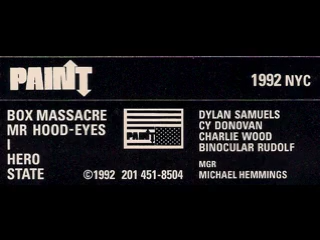 PAINT
1992 NYC
BOX MASSACRE
MR HOOD-EYES
I
HERO
STATE
©1992 201 451-8504
PAINT
DYLAN SAMUELS
CY DONOVAN
CHARLIE WOOD
BINOCULAR RUDOLF
MGR
MICHAEL HEMMINGS